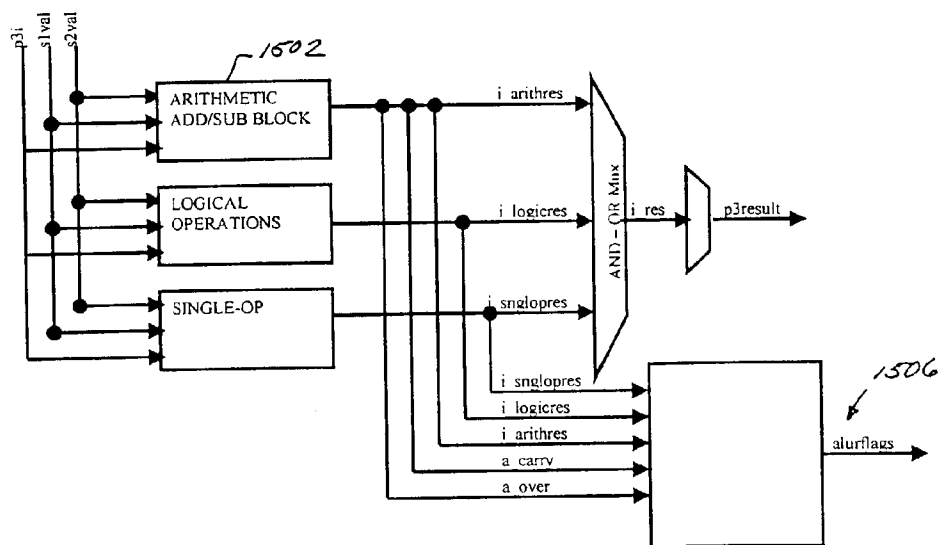 p3i
s1val
s2val
1502
ARITHMETIC
ADD/SUB BLOCK
i arithres
LOGICAL
OPERATIONS
i logicres
AND – OR Mux
i res
p3result
SINGLE-OP
i snglopres
i snglopres
i logicres
i arithres
a carry
a over
1506
alurflags